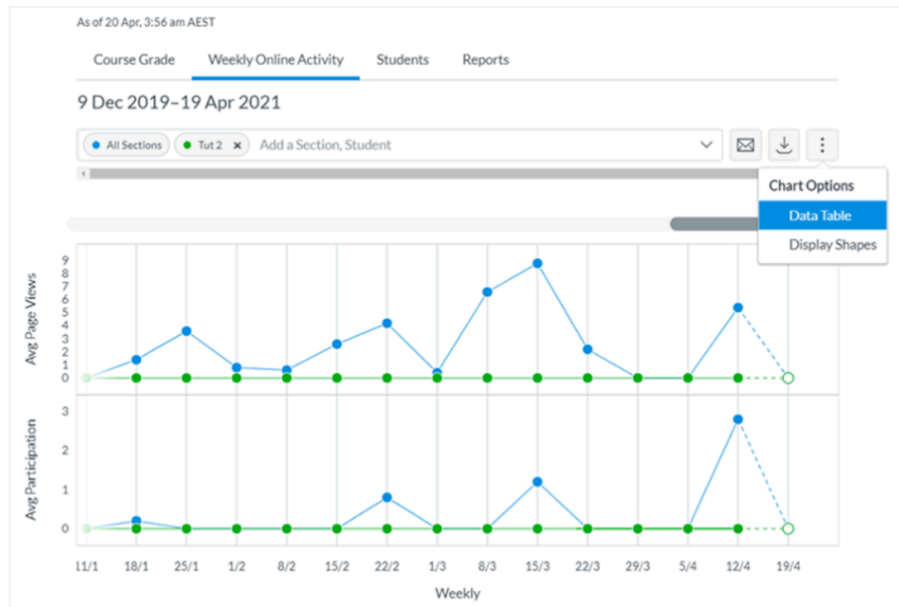 As of 20 Apr, 3:56 am AEST
Course Grade Weekly Online Activity Students Reports
9 Dec 2019–19 Apr 2021
All Sections Tut 2 × Add a Section, Student
Chart Options
Data Table
Display Shapes
Avg Page Views
9
8
7
6
5
4
3
2
1
0
Avg Participation
3
2
1
0
11/1 18/1 25/1 1/2 8/2 15/2 22/2 1/3 8/3 15/3 22/3 29/3 5/4 12/4 19/4
Weekly